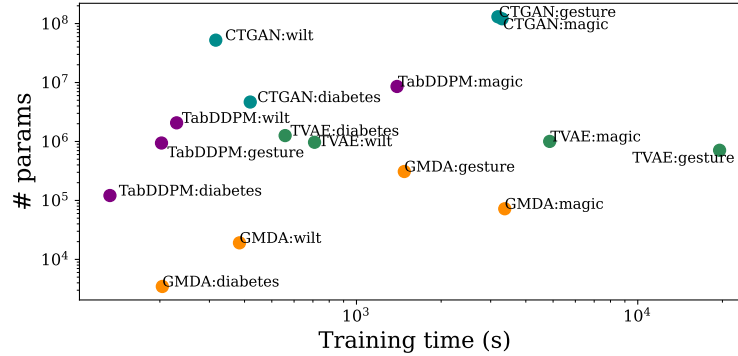 10⁸
10⁷
10⁶
10⁵
10⁴
# params
CTGAN:gesture
CTGAN:magic
CTGAN:wilt
TabDDPM:magic
CTGAN:diabetes
TabDDPM:wilt
TVAE:diabetes
TVAE:wilt
TVAE:magic
TabDDPM:gesture
TVAE:gesture
GMDA:gesture
TabDDPM:diabetes
GMDA:magic
GMDA:wilt
GMDA:diabetes
10³
10⁴
Training time (s)